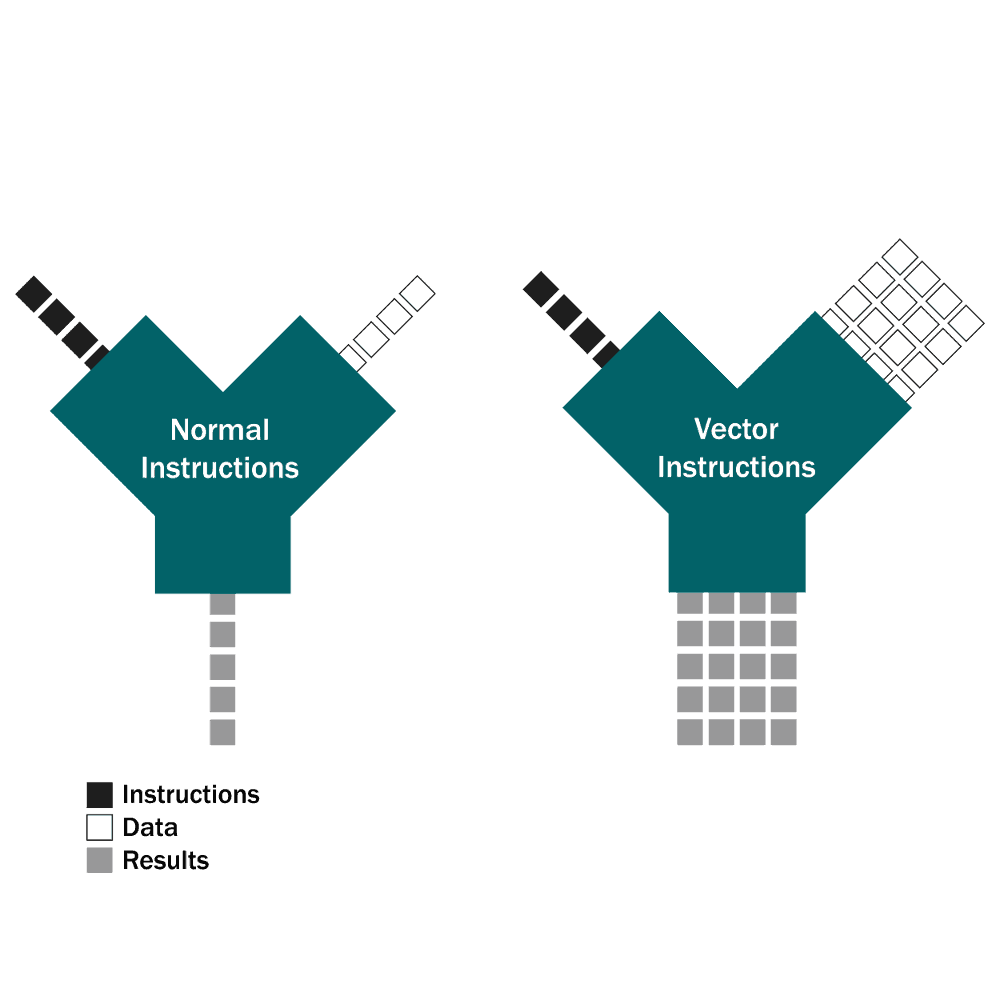 Normal
Instructions
Vector
Instructions
Instructions
Data
Results